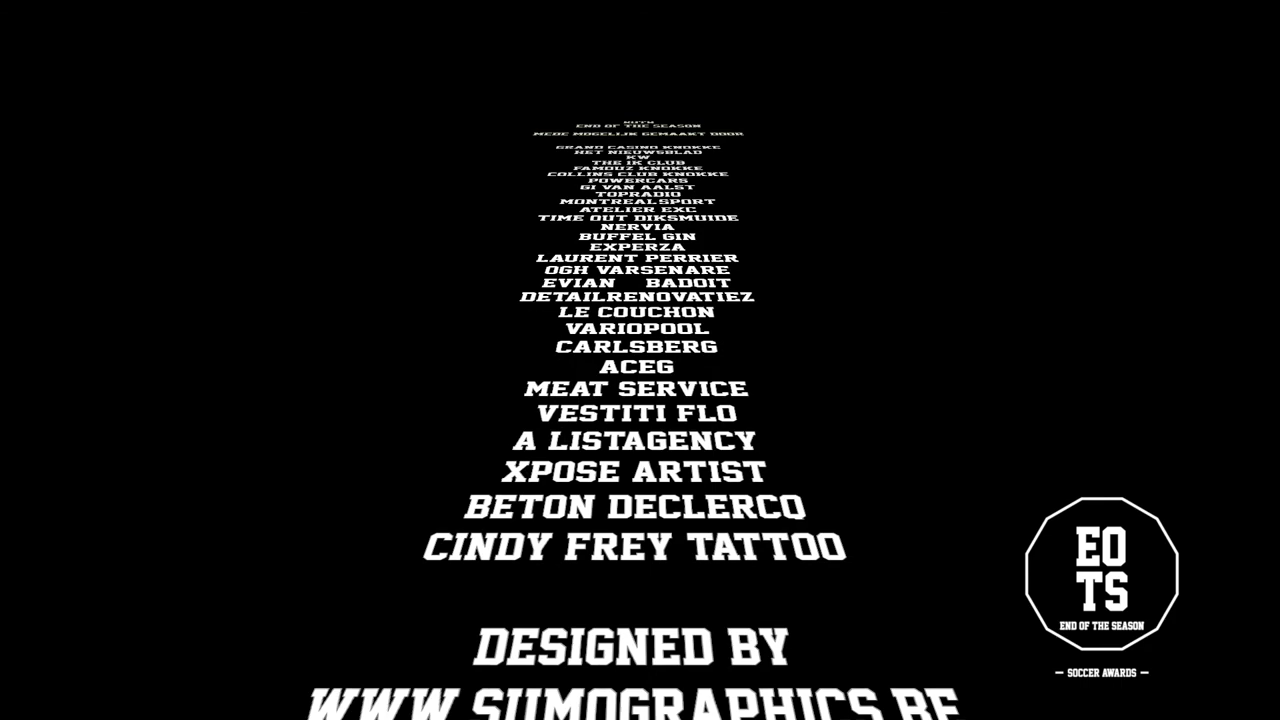 END OF THE SEASON
MEDE MOGELIJK GEMAAKT DOOR
GRAND CASINO KNOKKE
HET NIEUWSBLAD
KW
THE IK CLUB
FAMOUZ KNOKKE
COLLINS CLUB KNOKKE
POWERCARS
GI VAN AALST
TOPRADIO
MONTREALSPORT
ATELIER EXC
TIME OUT DIKSMUIDE
NERVIA
BUFFEL GIN
EXPERZA
LAURENT PERRIER
OGH VARSENARE
EVIAN BADOIT
DETAILRENOVATIEZ
LE COUCHON
VARIOPOOL
CARLSBERG
ACEG
MEAT SERVICE
VESTITI FLO
A LISTAGENCY
XPOSE ARTIST
BETON DECLERCQ
CINDY FREY TATTOO
DESIGNED BY
WWW.SUMOGRAPHICS.BE
EO
TS
END OF THE SEASON
— SOCCER AWARDS —